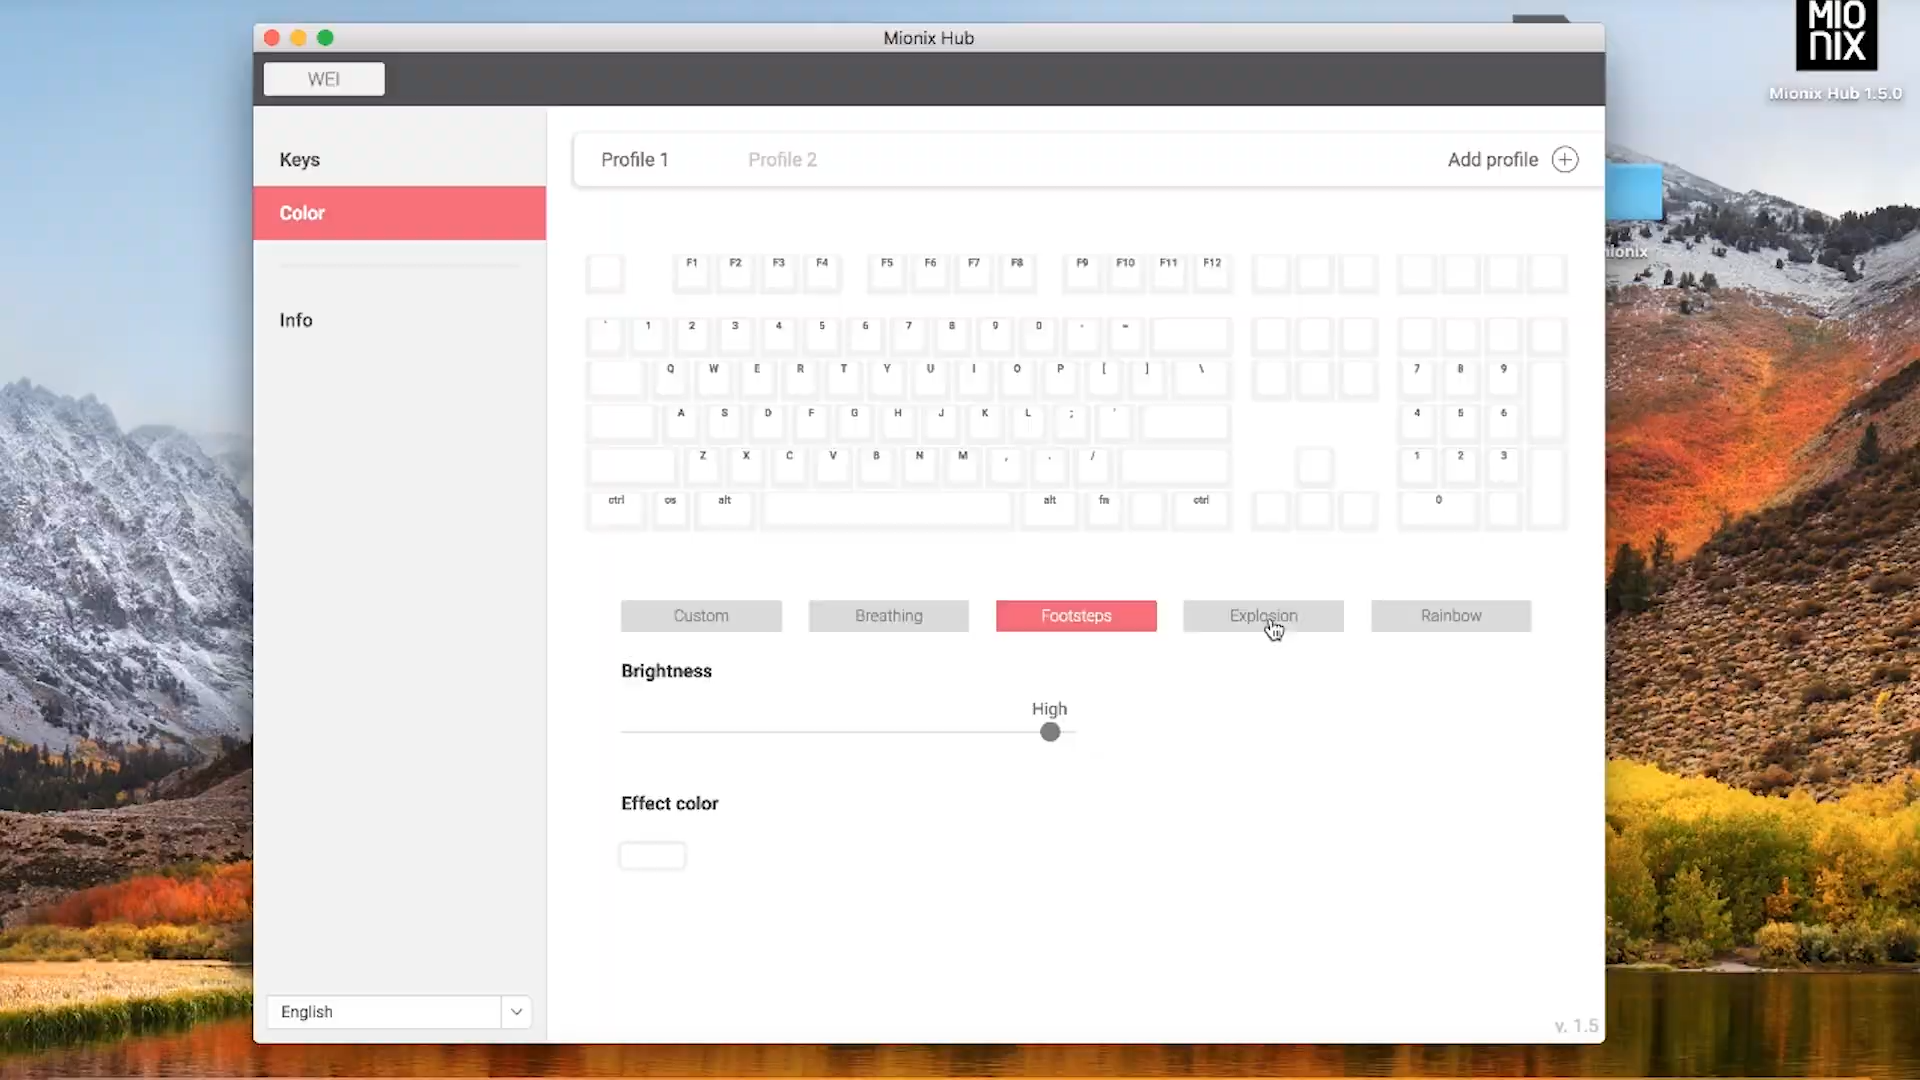 Mionix Hub
MIO
NIX
Mionix Hub 1.5.0
WEI
Keys
Color
Info
Profile 1 Profile 2 Add profile
ionix
F1 F2 F3 F4 F5 F6 F7 F8 F9 F10 F11 F12
` 1 2 3 4 5 6 7 8 9 0 - =
Q W E R T Y U I O P [ ] \ 7 8 9
A S D F G H J K L ; ' 4 5 6
Z X C V B N M , . / 1 2 3
ctrl os alt alt fn ctrl 0
Custom Breathing Footsteps Explosion Rainbow
Brightness
High
Effect color
English
v. 1.5